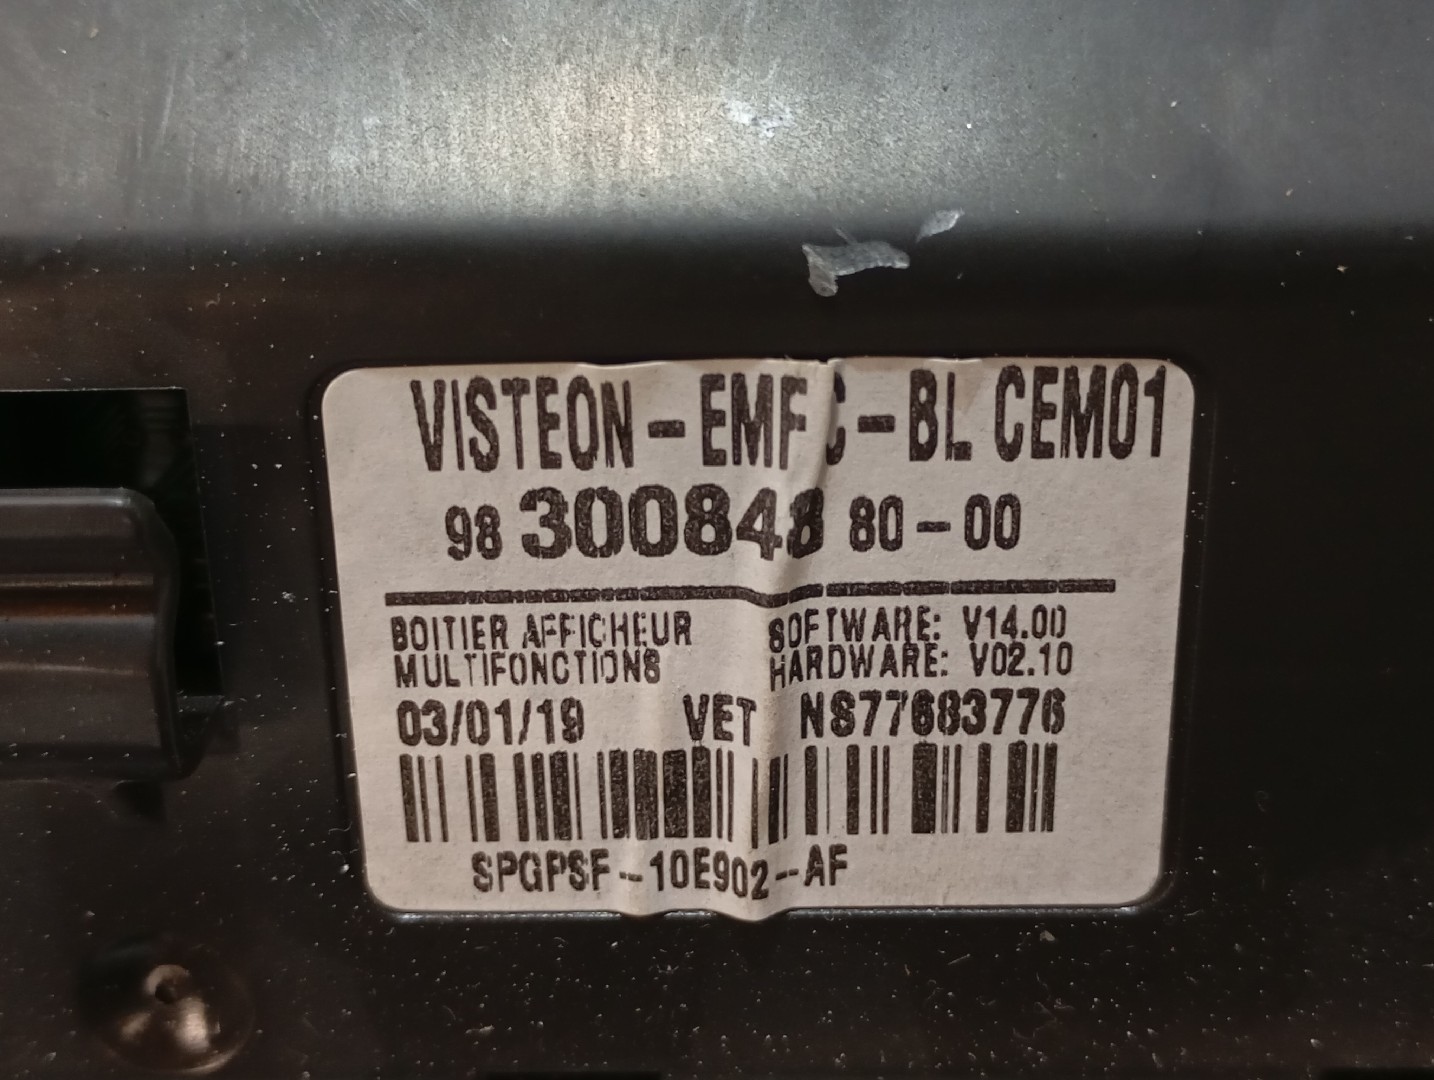 VISTEON-EMF C-BL CEM01
98 300848 80-00
BOITIER AFFICHEUR SOFTWARE: V14.00
MULTIFONCTIONS HARDWARE: V02.10
03/01/19 VET NS77683776
SPGPSF-10E902-AF